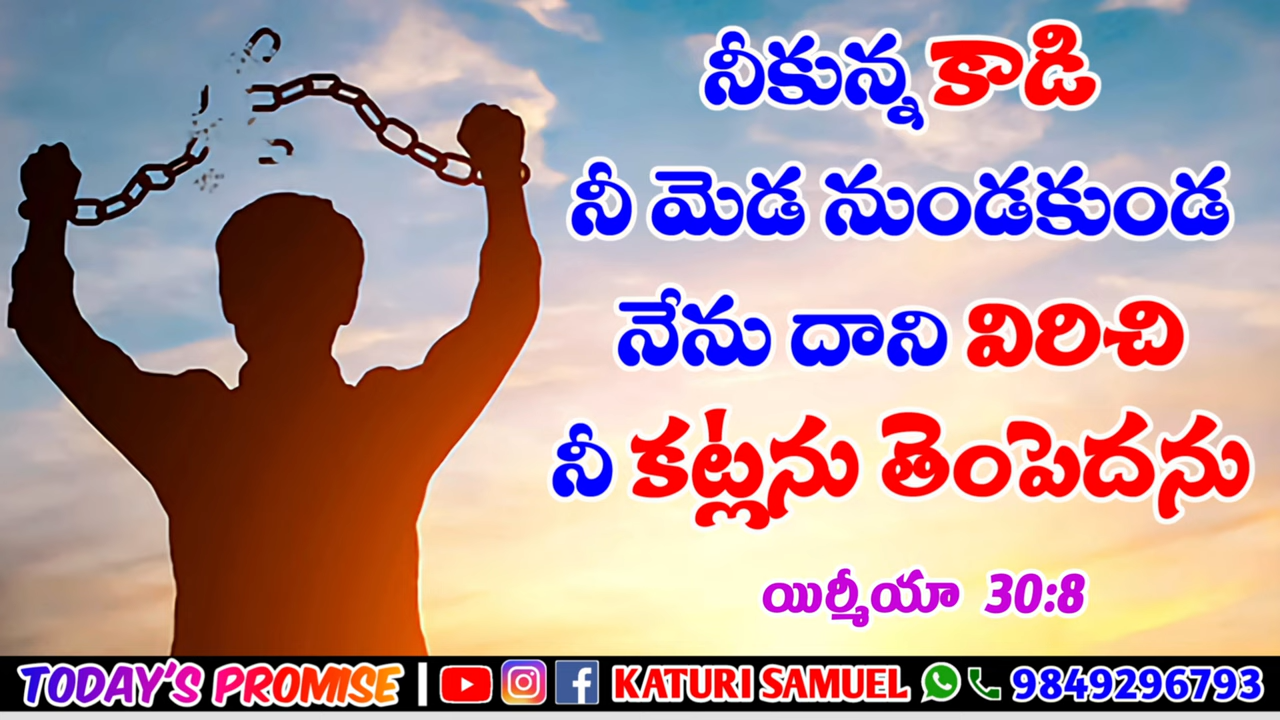 నీకున్న కాడి
నీ మెడ నుండకుండ
నేను దాని విరిచి
నీ కట్లను తెంపెదను
యిర్మీయా 30:8
TODAY'S PROMISE | KATURI SAMUEL 9849296793